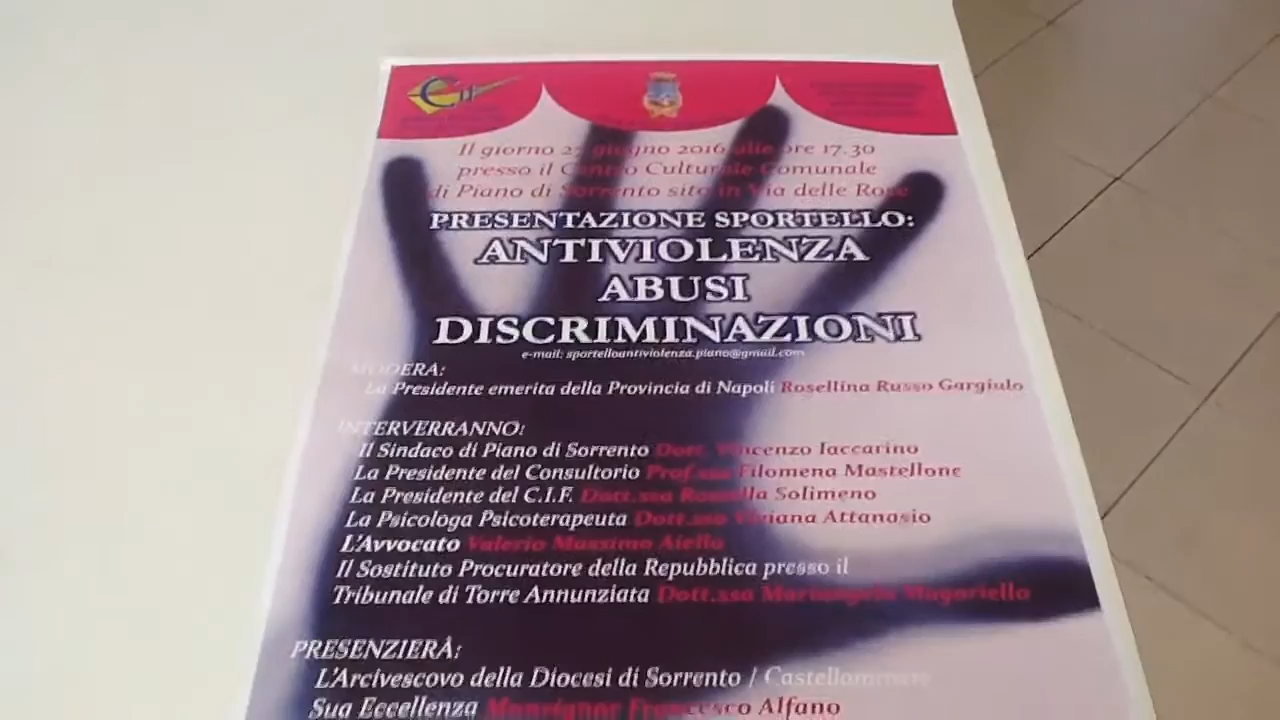 Cif
Il giorno 27 giugno 2016 alle ore 17.30
presso il Centro Culturale Comunale
di Piano di Sorrento sito in Via delle Rose
PRESENTAZIONE SPORTELLO:
ANTIVIOLENZA
ABUSI
DISCRIMINAZIONI
e-mail: sportelloantiviolenza.piano@gmail.com
MODERA:
La Presidente emerita della Provincia di Napoli Rosellina Russo Gargiulo
INTERVERRANNO:
Il Sindaco di Piano di Sorrento Dott. Vincenzo Iaccarino
La Presidente del Consultorio Prof.ssa Filomena Mastellone
La Presidente del C.I.F. Dott.ssa Rossella Solimeno
La Psicologa Psicoterapeuta Dott.ssa Viviana Attanasio
L'Avvocato Valerio Massimo Aiello
Il Sostituto Procuratore della Repubblica presso il
Tribunale di Torre Annunziata Dott.ssa Mariangela Magariello
PRESENZIERÀ:
L'Arcivescovo della Diocesi di Sorrento / Castellammare
Sua Eccellenza Monsignor Francesco Alfano